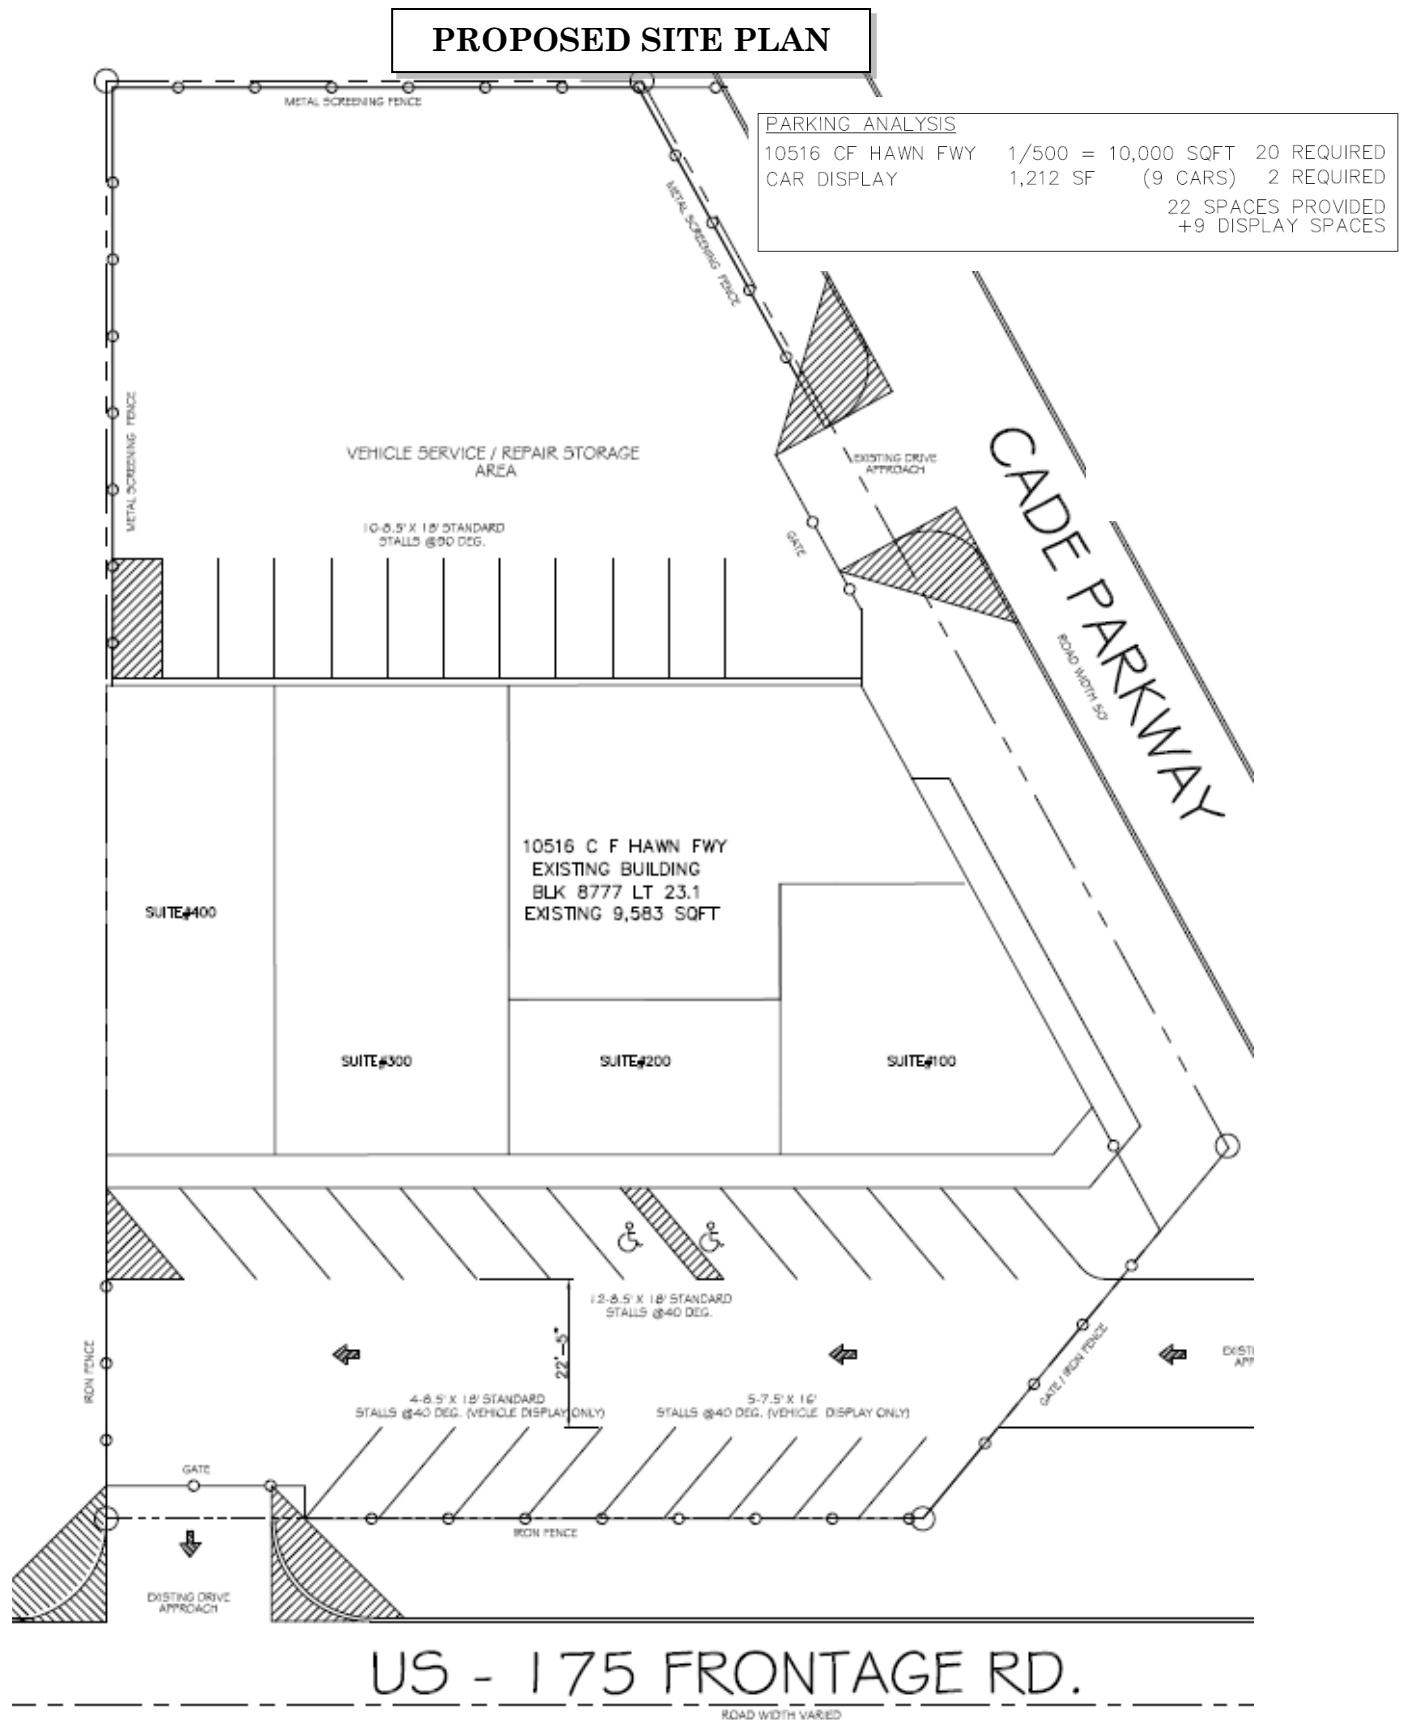 PROPOSED SITE PLAN
METAL SCREENING FENCE
PARKING ANALYSIS
10516 CF HAWN FWY 1/500 = 10,000 SQFT 20 REQUIRED
CAR DISPLAY 1,212 SF (9 CARS) 2 REQUIRED
22 SPACES PROVIDED
+9 DISPLAY SPACES
METAL SCREENING FENCE
METAL SCREENING FENCE
VEHICLE SERVICE / REPAIR STORAGE
AREA
EXISTING DRIVE
APPROACH
CADE PARKWAY
ROAD WIDTH 50'
10-8.5' X 18' STANDARD
STALLS @90 DEG.
GATE
10516 C F HAWN FWY
EXISTING BUILDING
BLK 8777 LT 23.1
EXISTING 9,583 SQFT
SUITE#400
SUITE#300
SUITE#200
SUITE#100
12-8.5' X 18' STANDARD
STALLS @40 DEG.
22'-5"
IRON FENCE
GATE / IRON FENCE
EXISTI
APP
4-8.5' X 18' STANDARD
STALLS @40 DEG. (VEHICLE DISPLAY ONLY)
5-7.5' X 16'
STALLS @40 DEG. (VEHICLE DISPLAY ONLY)
GATE
IRON FENCE
EXISTING DRIVE
APPROACH
US - 175 FRONTAGE RD.
ROAD WIDTH VARIED